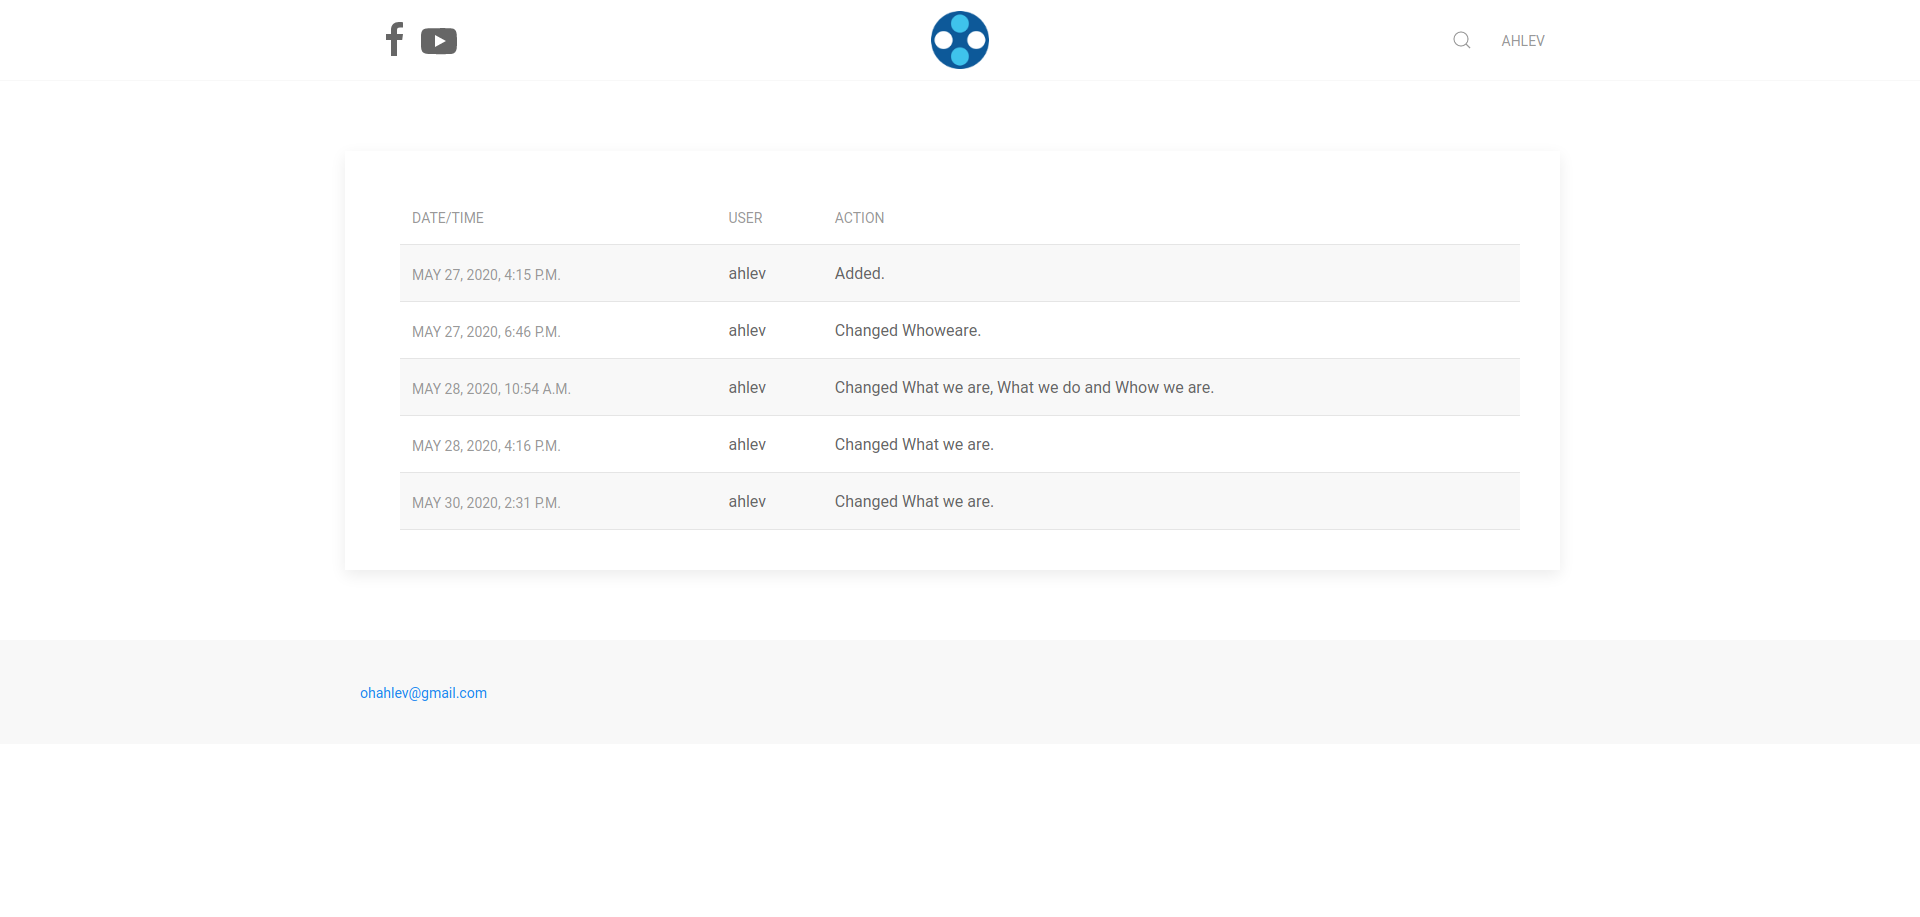 AHLEV
DATE/TIME USER ACTION
MAY 27, 2020, 4:15 P.M. ahlev Added.
MAY 27, 2020, 6:46 P.M. ahlev Changed Whoweare.
MAY 28, 2020, 10:54 A.M. ahlev Changed What we are, What we do and Whow we are.
MAY 28, 2020, 4:16 P.M. ahlev Changed What we are.
MAY 30, 2020, 2:31 P.M. ahlev Changed What we are.
ohahlev@gmail.com